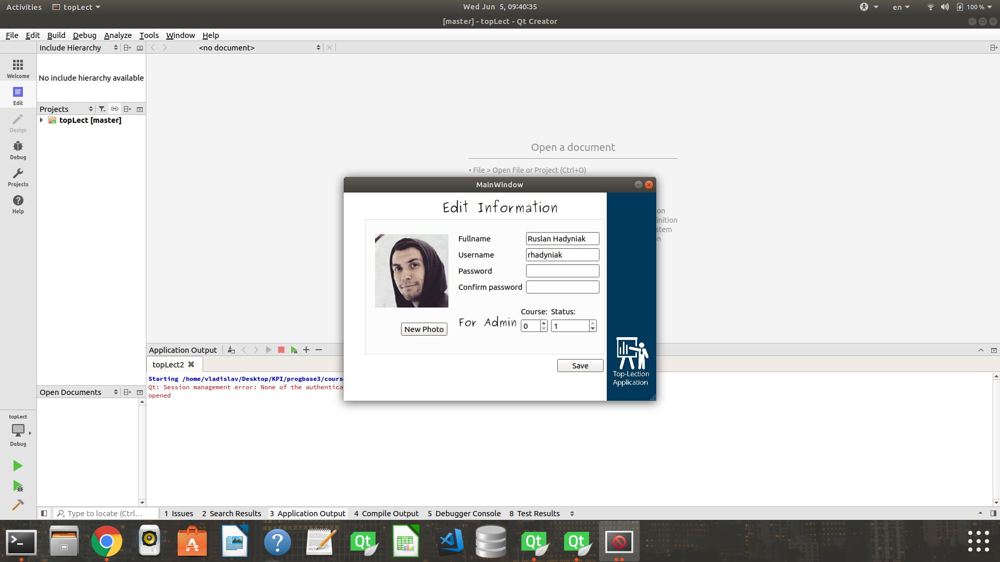 Activities topLect Wed Jun 5, 09:40:35 en 100 %
[master] - topLect - Qt Creator
File Edit Build Debug Analyze Tools Window Help
Include Hierarchy <no document>
Welcome
No include hierarchy available
Edit
Projects
topLect [master]
Design
Debug
Projects
Help
Open a document
• File > Open File or Project (Ctrl+O)
on
inition
stem
n
MainWindow
Edit Information
Fullname Ruslan Hadyniak
Username rhadyniak
Password
Confirm password
Course: Status:
For Admin 0 1
New Photo
Save
Top-Lection
Application
Application Output
topLect2
Starting /home/vladislav/Desktop/KPI/progbase3/cours
Qt: Session management error: None of the authentica
opened
Open Documents
topLect
Debug
Type to locate (Ctrl... 1 Issues 2 Search Results 3 Application Output 4 Compile Output 5 Debugger Console 8 Test Results
Qt Qt Qt